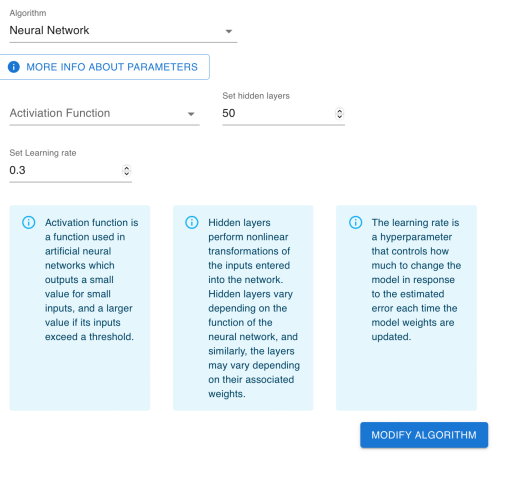 Algorithm
Neural Network
MORE INFO ABOUT PARAMETERS
Activiation Function
Set hidden layers
50
Set Learning rate
0.3
Activation function is
a function used in
artificial neural
networks which
outputs a small
value for small
inputs, and a larger
value if its inputs
exceed a threshold.
Hidden layers
perform nonlinear
transformations of
the inputs entered
into the network.
Hidden layers vary
depending on the
function of the
neural network, and
similarly, the layers
may vary depending
on their associated
weights.
The learning rate is
a hyperparameter
that controls how
much to change the
model in response
to the estimated
error each time the
model weights are
updated.
MODIFY ALGORITHM